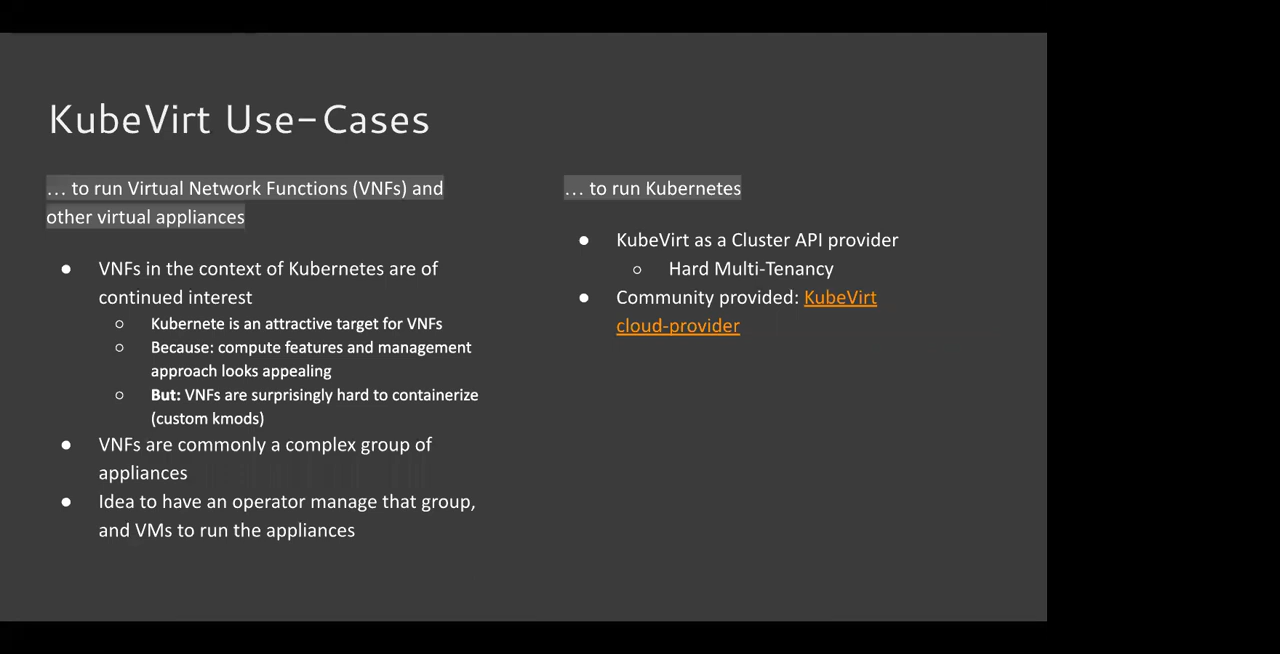 KubeVirt Use-Cases
... to run Virtual Network Functions (VNFs) and
other virtual appliances
● VNFs in the context of Kubernetes are of
continued interest
○ Kubernete is an attractive target for VNFs
○ Because: compute features and management
approach looks appealing
○ But: VNFs are surprisingly hard to containerize
(custom kmods)
● VNFs are commonly a complex group of
appliances
● Idea to have an operator manage that group,
and VMs to run the appliances
... to run Kubernetes
● KubeVirt as a Cluster API provider
○ Hard Multi-Tenancy
● Community provided: KubeVirt
cloud-provider